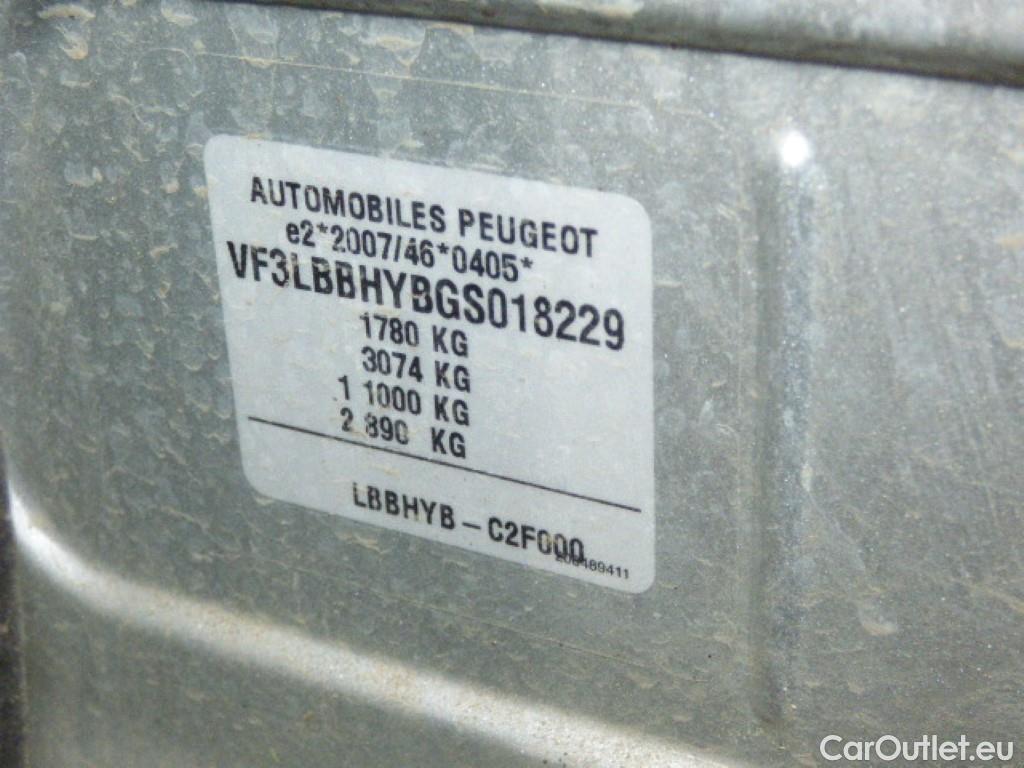 AUTOMOBILES PEUGEOT
e2*2007/46*0405*
VF3LBBHYBGS018229
1780 KG
3074 KG
1 1000 KG
2 890 KG
LBBHYB - C2F000
CarOutlet.eu